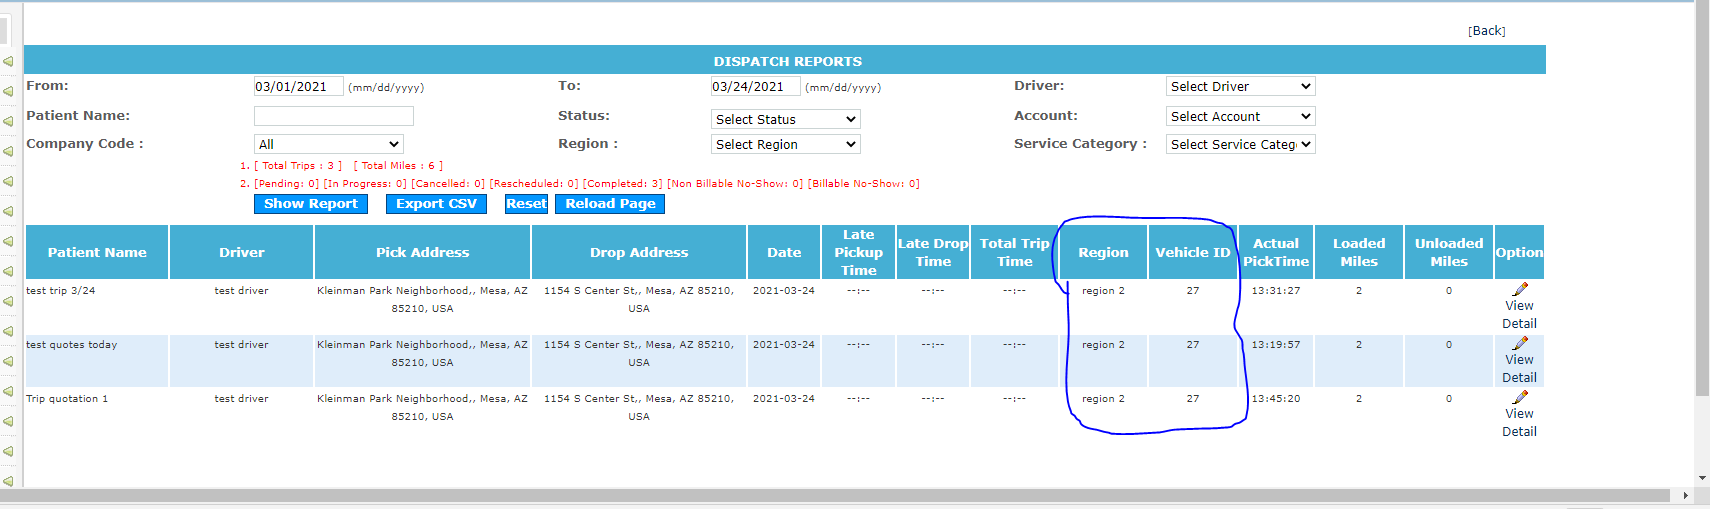 [Back]
DISPATCH REPORTS
From: 03/01/2021 (mm/dd/yyyy) To: 03/24/2021 (mm/dd/yyyy) Driver: Select Driver
Patient Name: Status: Select Status Account: Select Account
Company Code : All Region : Select Region Service Category : Select Service Categ
1. [ Total Trips : 3 ] [ Total Miles : 6 ]
2. [Pending: 0] [In Progress: 0] [Cancelled: 0] [Rescheduled: 0] [Completed: 3] [Non Billable No-Show: 0] [Billable No-Show: 0]
Show Report Export CSV Reset Reload Page
Patient Name Driver Pick Address Drop Address Date Late Pickup Time Late Drop Time Total Trip Time Region Vehicle ID Actual PickTime Loaded Miles Unloaded Miles Option
test trip 3/24 test driver Kleinman Park Neighborhood,, Mesa, AZ 85210, USA 1154 S Center St,, Mesa, AZ 85210, USA 2021-03-24 --:-- --:-- --:-- region 2 27 13:31:27 2 0 View Detail
test quotes today test driver Kleinman Park Neighborhood,, Mesa, AZ 85210, USA 1154 S Center St,, Mesa, AZ 85210, USA 2021-03-24 --:-- --:-- --:-- region 2 27 13:19:57 2 0 View Detail
Trip quotation 1 test driver Kleinman Park Neighborhood,, Mesa, AZ 85210, USA 1154 S Center St,, Mesa, AZ 85210, USA 2021-03-24 --:-- --:-- --:-- region 2 27 13:45:20 2 0 View Detail